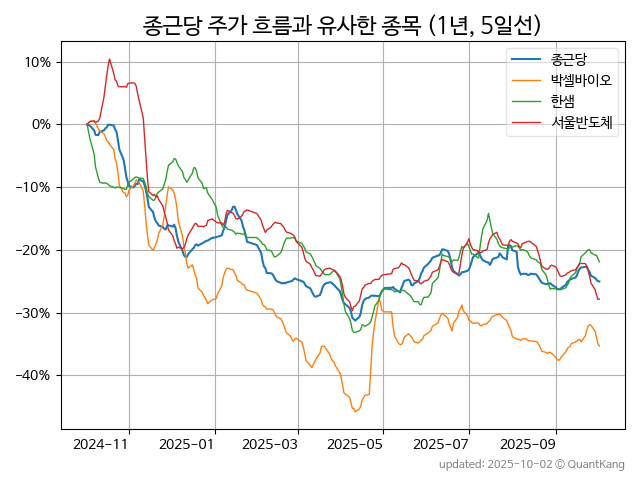 종근당 주가 흐름과 유사한 종목 (1년, 5일선)
종근당
박셀바이오
한샘
서울반도체
10%
0%
−10%
−20%
−30%
−40%
2024-11
2025-01
2025-03
2025-05
2025-07
2025-09
updated: 2025-10-02 © QuantKang